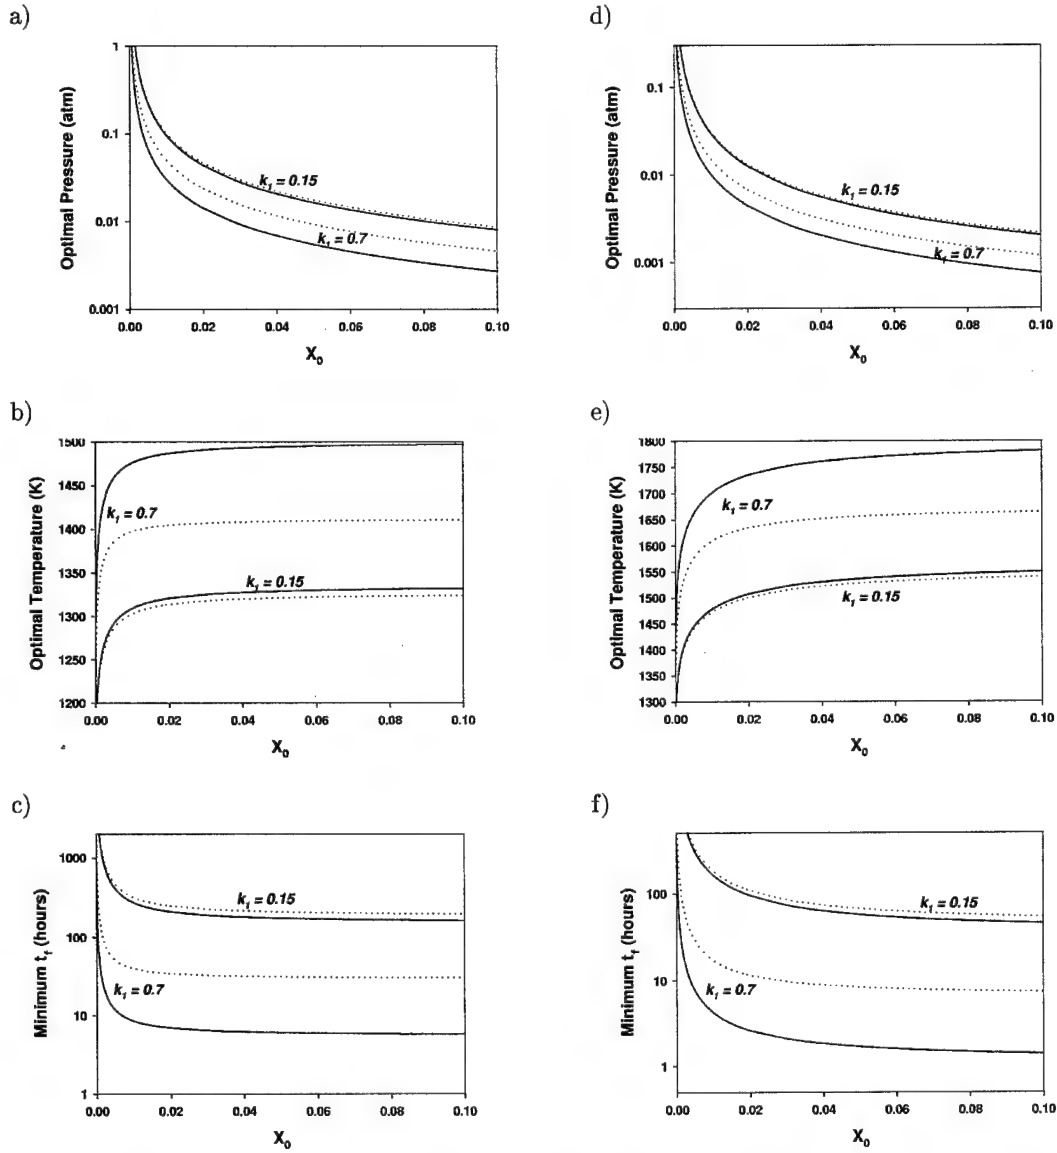 a)
Optimal Pressure (atm)
1
0.1
0.01
0.001
k₁ = 0.15
k₁ = 0.7
0.00 0.02 0.04 0.06 0.08 0.10
X₀
d)
Optimal Pressure (atm)
0.1
0.01
0.001
k₁ = 0.15
k₁ = 0.7
0.00 0.02 0.04 0.06 0.08 0.10
X₀
b)
Optimal Temperature (K)
1500
1450
1400
1350
1300
1250
1200
k₁ = 0.7
k₁ = 0.15
0.00 0.02 0.04 0.06 0.08 0.10
X₀
e)
Optimal Temperature (K)
1800
1750
1700
1650
1600
1550
1500
1450
1400
1350
1300
k₁ = 0.7
k₁ = 0.15
0.00 0.02 0.04 0.06 0.08 0.10
X₀
c)
Minimum t_f (hours)
1000
100
10
1
k₁ = 0.15
k₁ = 0.7
0.00 0.02 0.04 0.06 0.08 0.10
X₀
f)
Minimum t_f (hours)
100
10
1
k₁ = 0.15
k₁ = 0.7
0.00 0.02 0.04 0.06 0.08 0.10
X₀